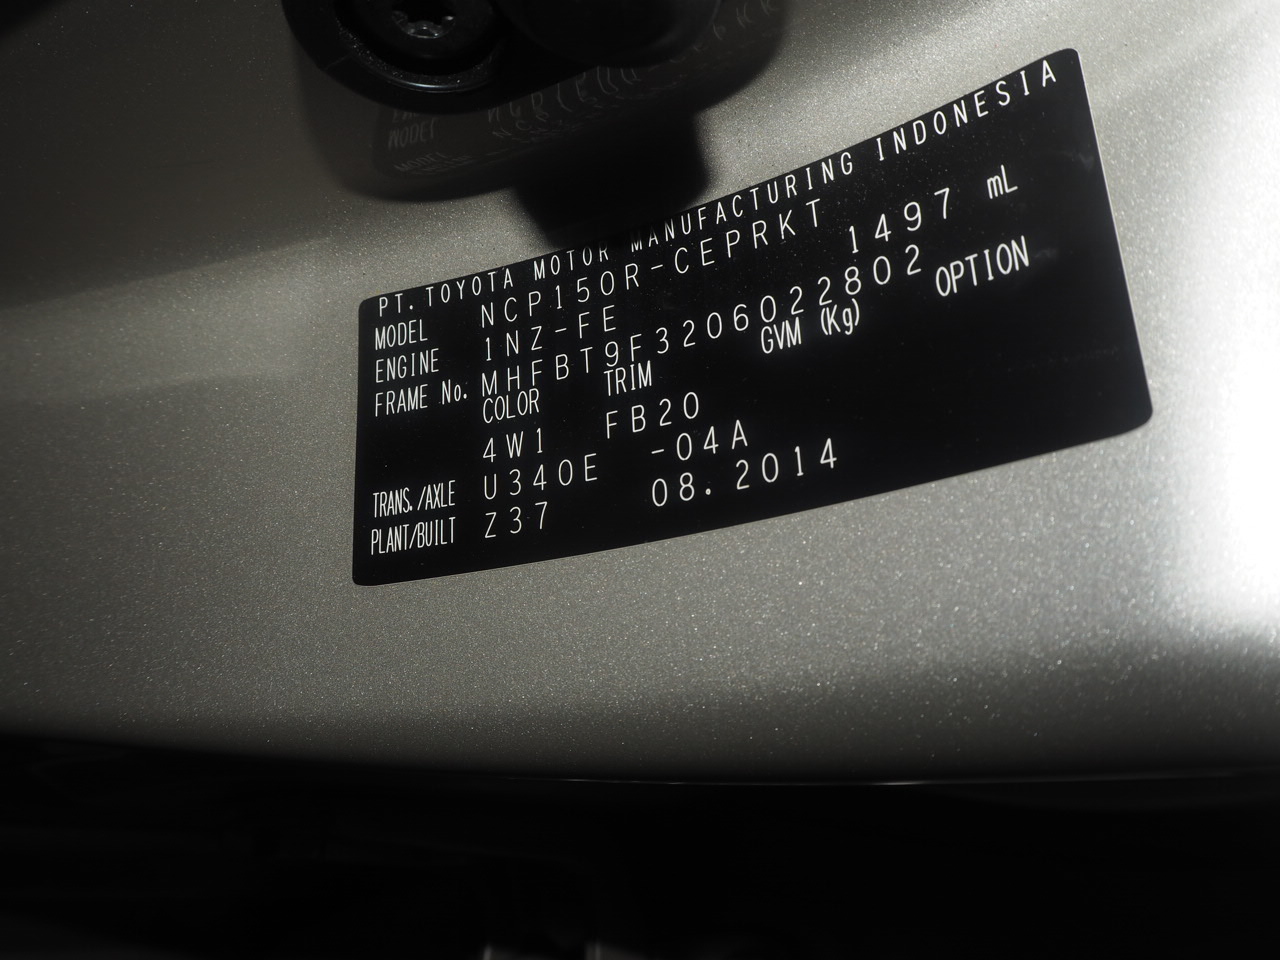 PT. TOYOTA MOTOR MANUFACTURING INDONESIA
MODEL NCP150R-CEPRKT
ENGINE 1NZ-FE 1497 mL
FRAME No. MHFBT9F3206022802
COLOR TRIM GVM (Kg) OPTION
4W1 FB20
TRANS./AXLE U340E -04A
PLANT/BUILT Z37 08.2014